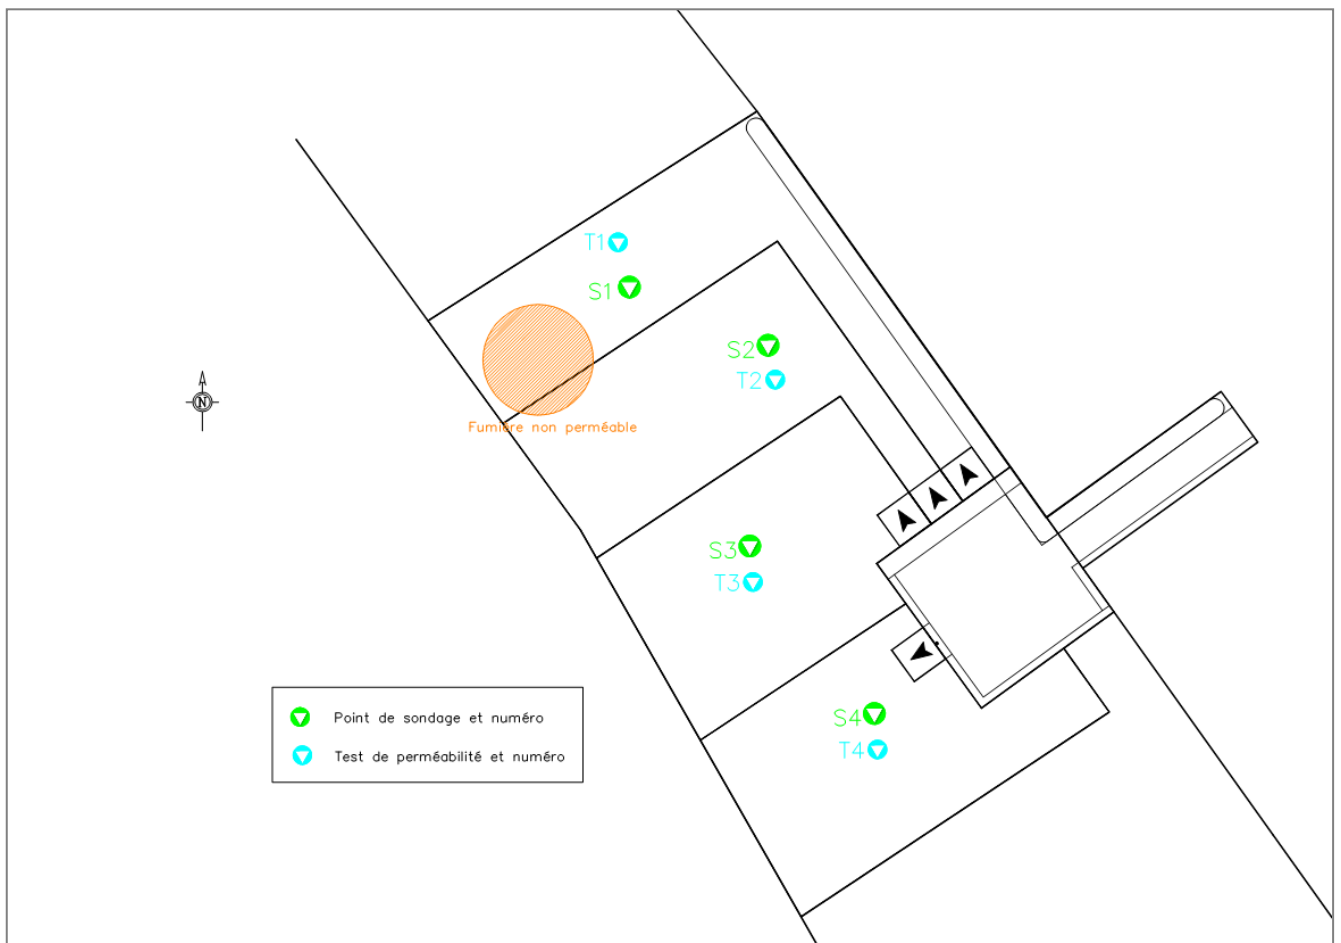 T1
S1
S2
T2
Fumière non perméable
N
S3
T3
S4
T4
Point de sondage et numéro
Test de perméabilité et numéro